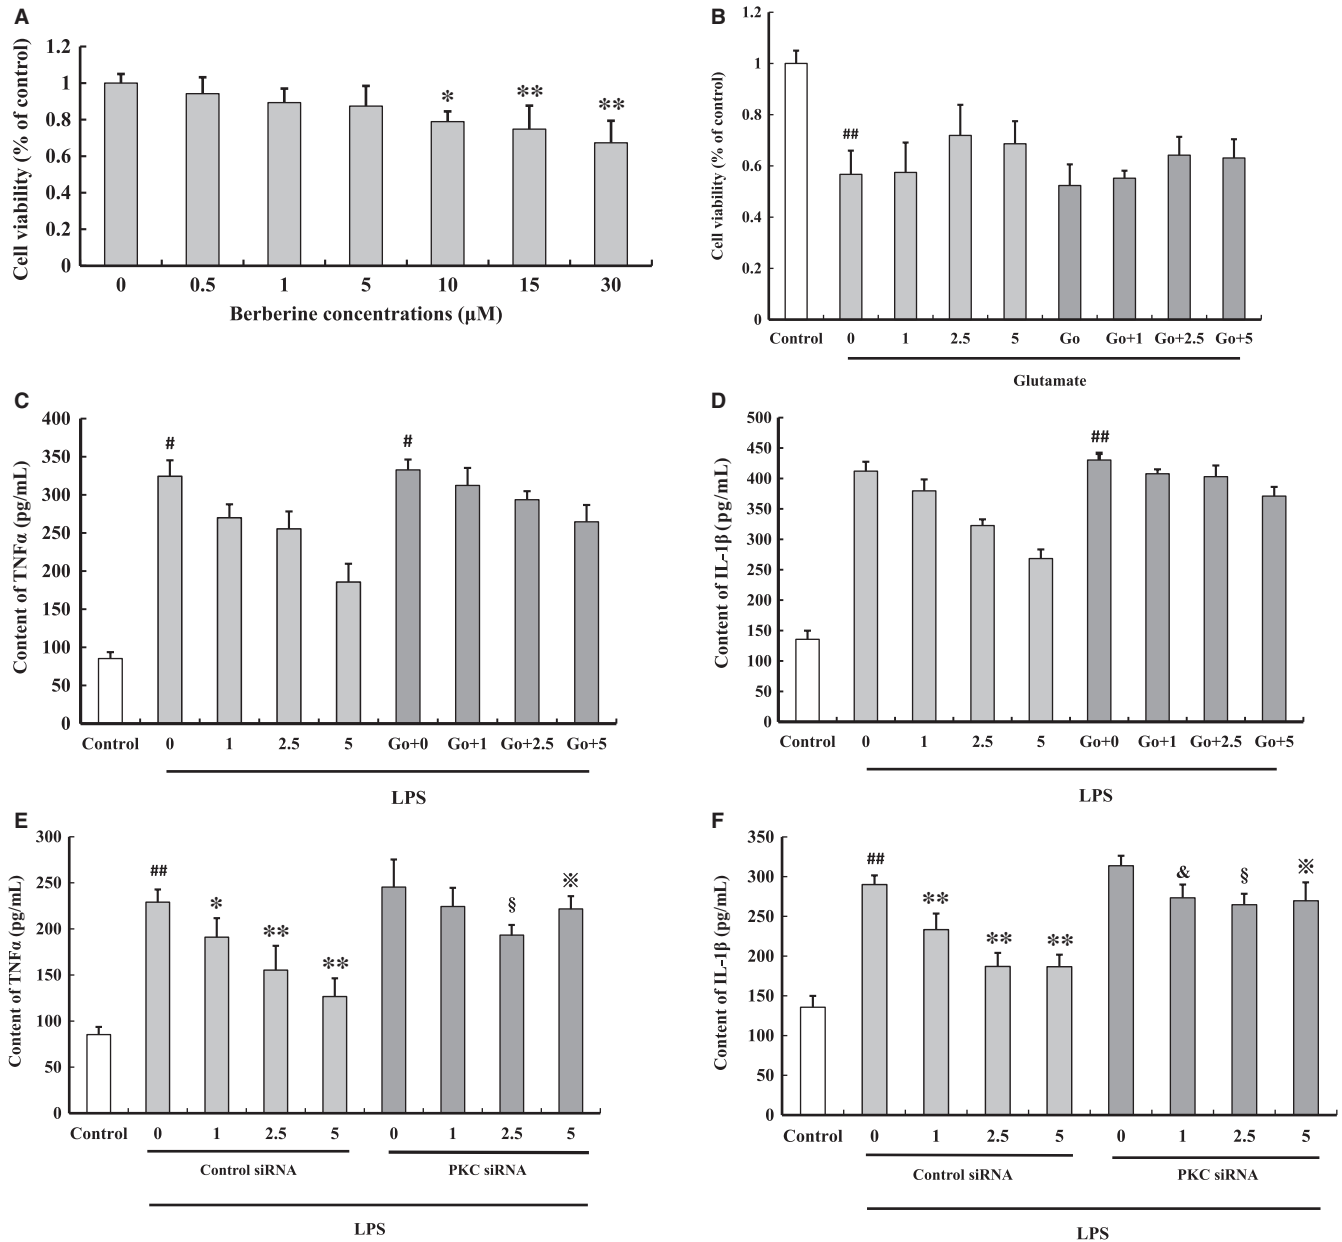 A
Cell viability (% of control)
1.2
1
0.8
0.6
0.4
0.2
0
*
**
**
0 0.5 1 5 10 15 30
Berberine concentrations (μM)
B
Cell viability (% of control)
1.2
1
0.8
0.6
0.4
0.2
0
##
Control 0 1 2.5 5 Go Go+1 Go+2.5 Go+5
Glutamate
C
Content of TNFα (pg/mL)
400
350
300
250
200
150
100
50
0
# #
Control 0 1 2.5 5 Go+0 Go+1 Go+2.5 Go+5
LPS
D
Content of IL-1β (pg/mL)
500
450
400
350
300
250
200
150
100
50
0
##
Control 0 1 2.5 5 Go+0 Go+1 Go+2.5 Go+5
LPS
E
Content of TNFα (pg/mL)
300
250
200
150
100
50
0
## * ** ** § ※
Control 0 1 2.5 5 0 1 2.5 5
Control siRNA PKC siRNA
LPS
F
Content of IL-1β (pg/mL)
350
300
250
200
150
100
50
0
## ** ** ** & § ※
Control 0 1 2.5 5 0 1 2.5 5
Control siRNA PKC siRNA
LPS